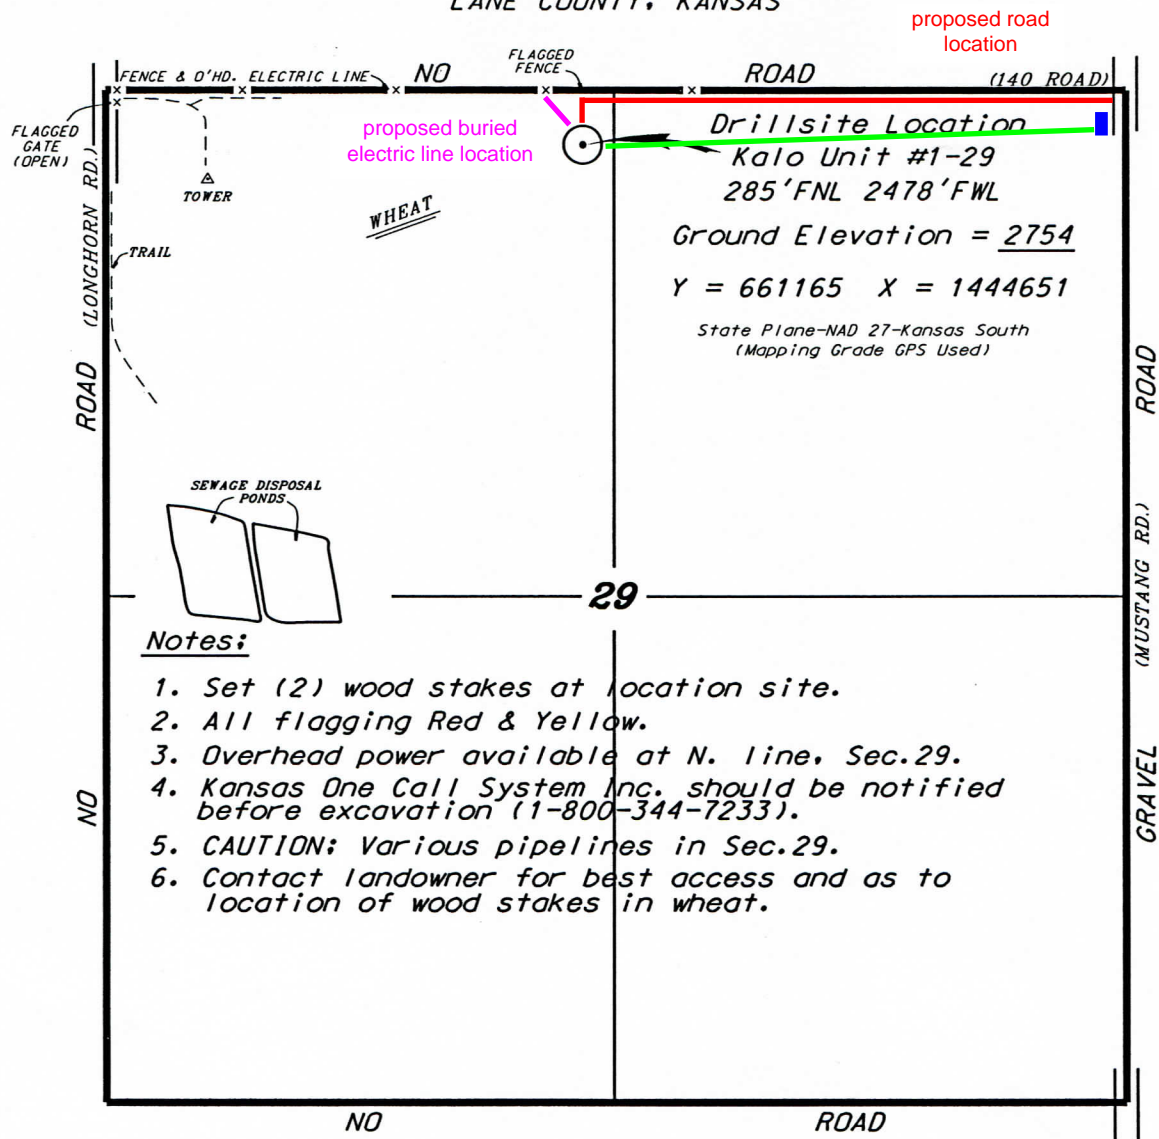 LANE COUNTY, KANSAS
proposed road
location
FLAGGED
FENCE
FENCE & O'HD. ELECTRIC LINE
NO ROAD
(140 ROAD)
FLAGGED
GATE
(OPEN)
proposed buried
electric line location
Drillsite Location
Kalo Unit #1-29
285'FNL 2478'FWL
Ground Elevation = 2754
Y = 661165 X = 1444651
State Plane-NAD 27-Kansas South
(Mapping Grade GPS Used)
TOWER
WHEAT
TRAIL
NO ROAD (LONGHORN RD.)
SEWAGE DISPOSAL
PONDS
29
GRAVEL (MUSTANG RD.) ROAD
Notes:
1. Set (2) wood stakes at location site.
2. All flagging Red & Yellow.
3. Overhead power available at N. line, Sec.29.
4. Kansas One Call System Inc. should be notified
before excavation (1-800-344-7233).
5. CAUTION: Various pipelines in Sec.29.
6. Contact landowner for best access and as to
location of wood stakes in wheat.
NO ROAD